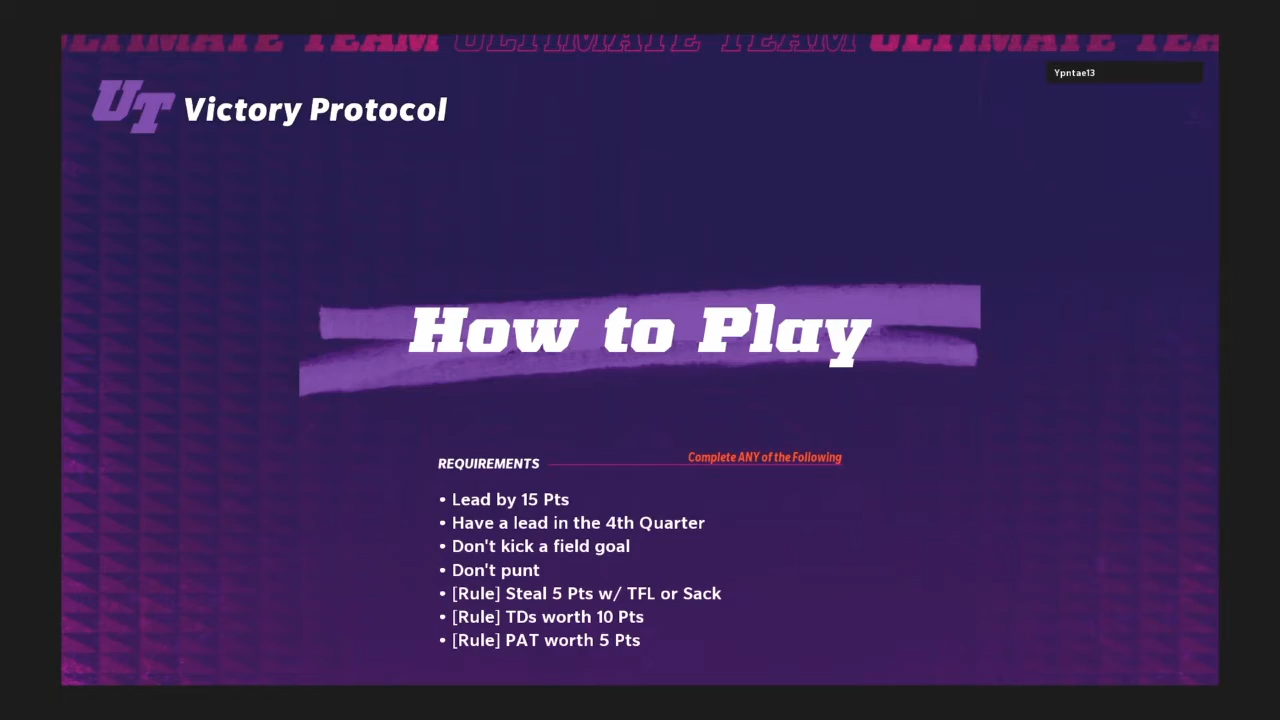 ULTIMATE TEAM ULTIMATE TEAM ULTIMATE TEA
Ypntae13
UT Victory Protocol
How to Play
REQUIREMENTS Complete ANY of the Following
• Lead by 15 Pts
• Have a lead in the 4th Quarter
• Don't kick a field goal
• Don't punt
• [Rule] Steal 5 Pts w/ TFL or Sack
• [Rule] TDs worth 10 Pts
• [Rule] PAT worth 5 Pts